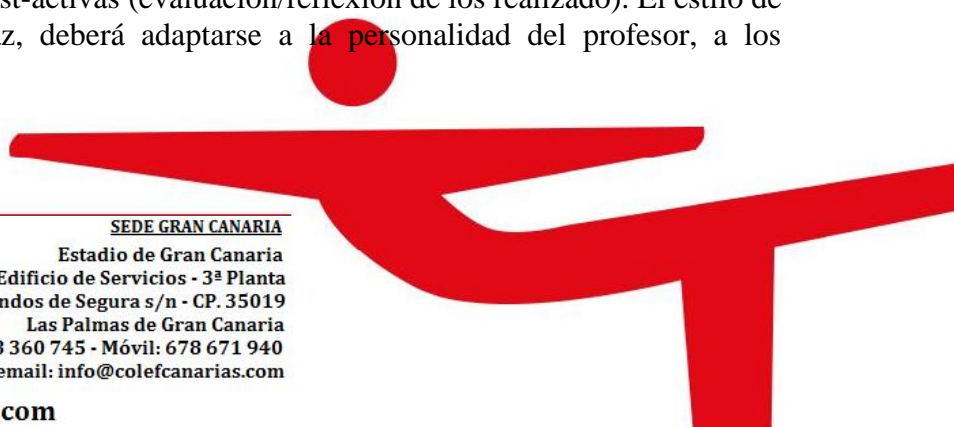 st-activas (evaluación/reflexión de los realizado). El estilo de
az, deberá adaptarse a la personalidad del profesor, a los
SEDE GRAN CANARIA
Estadio de Gran Canaria
Edificio de Servicios - 3ª Planta
ndos de Segura s/n - CP. 35019
Las Palmas de Gran Canaria
360 745 - Móvil: 678 671 940
email: info@colefcanarias.com
.com